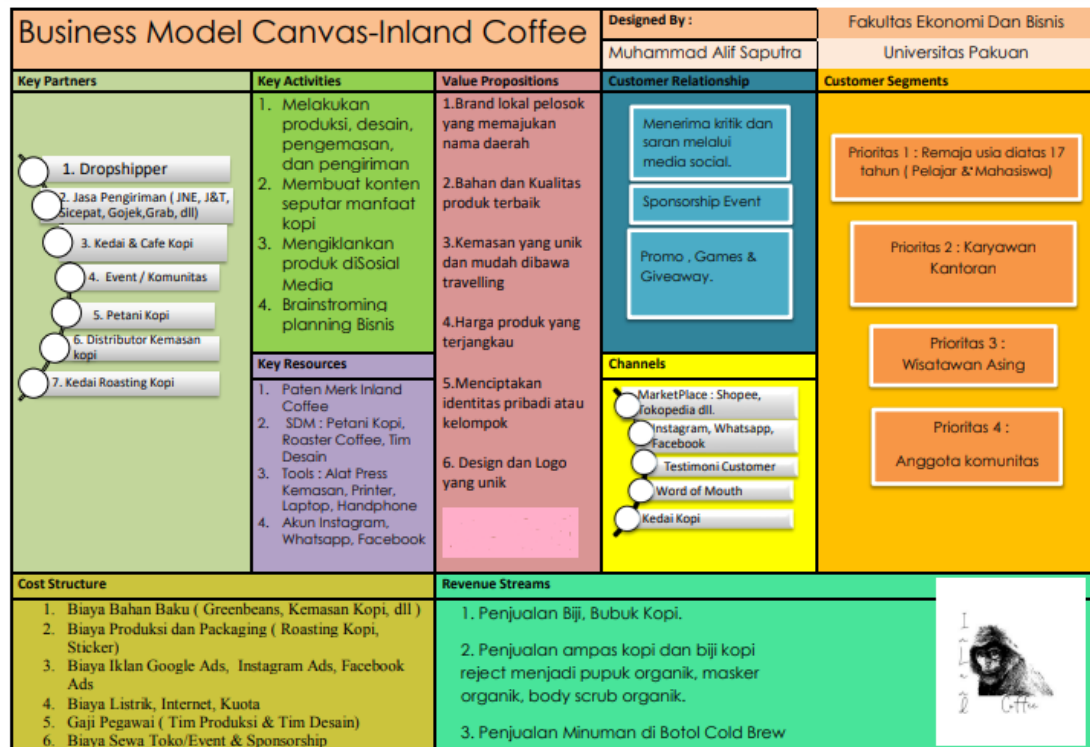 Business Model Canvas-Inland Coffee
Designed By :
Muhammad Alif Saputra
Fakultas Ekonomi Dan Bisnis
Universitas Pakuan
Key Partners
1. Dropshipper
2. Jasa Pengiriman ( JNE, J&T,
Sicepat, Gojek,Grab, dll)
3. Kedai & Cafe Kopi
4. Event / Komunitas
5. Petani Kopi
6. Distributor Kemasan
kopi
7. Kedai Roasting Kopi
Key Activities
1. Melakukan
produksi, desain,
pengemasan,
dan pengiriman
2. Membuat konten
seputar manfaat
kopi
3. Mengiklankan
produk diSosial
Media
4. Brainstroming
planning Bisnis
Key Resources
1. Paten Merk Inland
Coffee
2. SDM : Petani Kopi,
Roaster Coffee, Tim
Desain
3. Tools : Alat Press
Kemasan, Printer,
Laptop, Handphone
4. Akun Instagram,
Whatsapp, Facebook
Value Propositions
1.Brand lokal pelosok
yang memajukan
nama daerah
2.Bahan dan Kualitas
produk terbaik
3.Kemasan yang unik
dan mudah dibawa
travelling
4.Harga produk yang
terjangkau
5.Menciptakan
identitas pribadi atau
kelompok
6. Design dan Logo
yang unik
Customer Relationship
Menerima kritik dan
saran melalui
media social.
Sponsorship Event
Promo , Games &
Giveaway.
Channels
MarketPlace : Shopee,
Tokopedia dll.
Instagram, Whatsapp,
Facebook
Testimoni Customer
Word of Mouth
Kedai Kopi
Customer Segments
Prioritas 1 : Remaja usia diatas 17
tahun ( Pelajar & Mahasiswa)
Prioritas 2 : Karyawan
Kantoran
Prioritas 3 :
Wisatawan Asing
Prioritas 4 :
Anggota komunitas
Cost Structure
1. Biaya Bahan Baku ( Greenbeans, Kemasan Kopi, dll )
2. Biaya Produksi dan Packaging ( Roasting Kopi,
Sticker)
3. Biaya Iklan Google Ads, Instagram Ads, Facebook
Ads
4. Biaya Listrik, Internet, Kuota
5. Gaji Pegawai ( Tim Produksi & Tim Desain)
6. Biaya Sewa Toko/Event & Sponsorship
Revenue Streams
1. Penjualan Biji, Bubuk Kopi.
2. Penjualan ampas kopi dan biji kopi
reject menjadi pupuk organik, masker
organik, body scrub organik.
3. Penjualan Minuman di Botol Cold Brew
Coffee